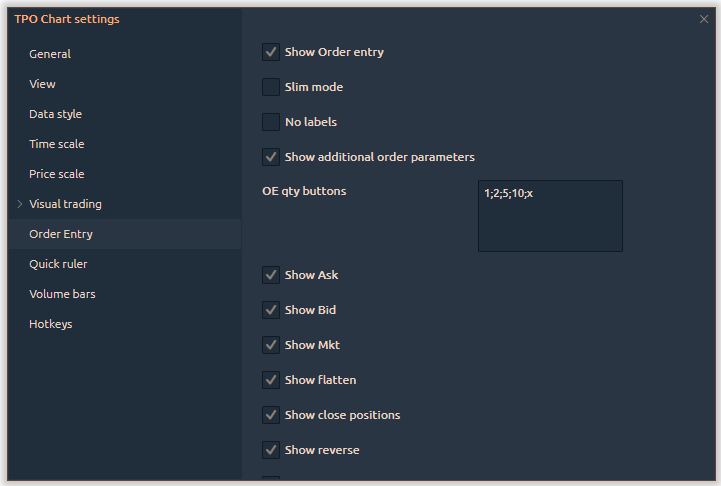 TPO Chart settings
General
View
Data style
Time scale
Price scale
Visual trading
Order Entry
Quick ruler
Volume bars
Hotkeys
Show Order entry
Slim mode
No labels
Show additional order parameters
OE qty buttons
1;2;5;10;x
Show Ask
Show Bid
Show Mkt
Show flatten
Show close positions
Show reverse